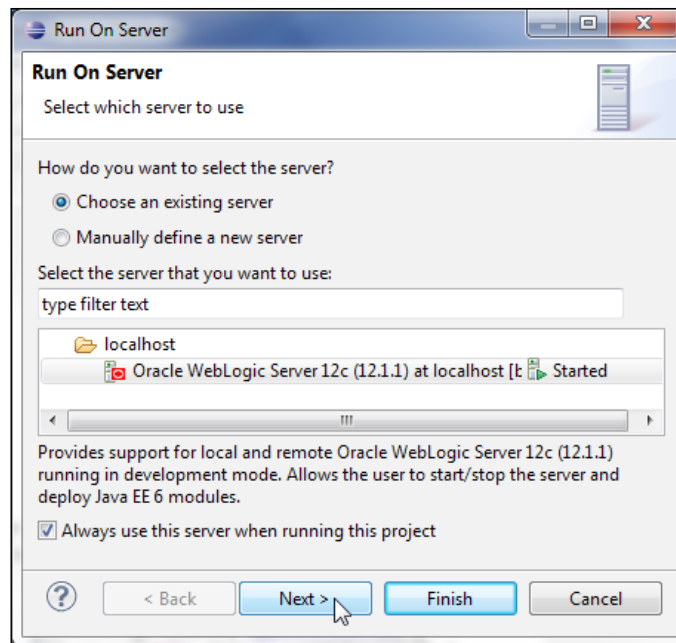 Run On Server
Run On Server
Select which server to use
How do you want to select the server?
Choose an existing server
Manually define a new server
Select the server that you want to use:
type filter text
localhost
Oracle WebLogic Server 12c (12.1.1) at localhost [b Started
Provides support for local and remote Oracle WebLogic Server 12c (12.1.1)
running in development mode. Allows the user to start/stop the server and
deploy Java EE 6 modules.
Always use this server when running this project
? < Back Next > Finish Cancel